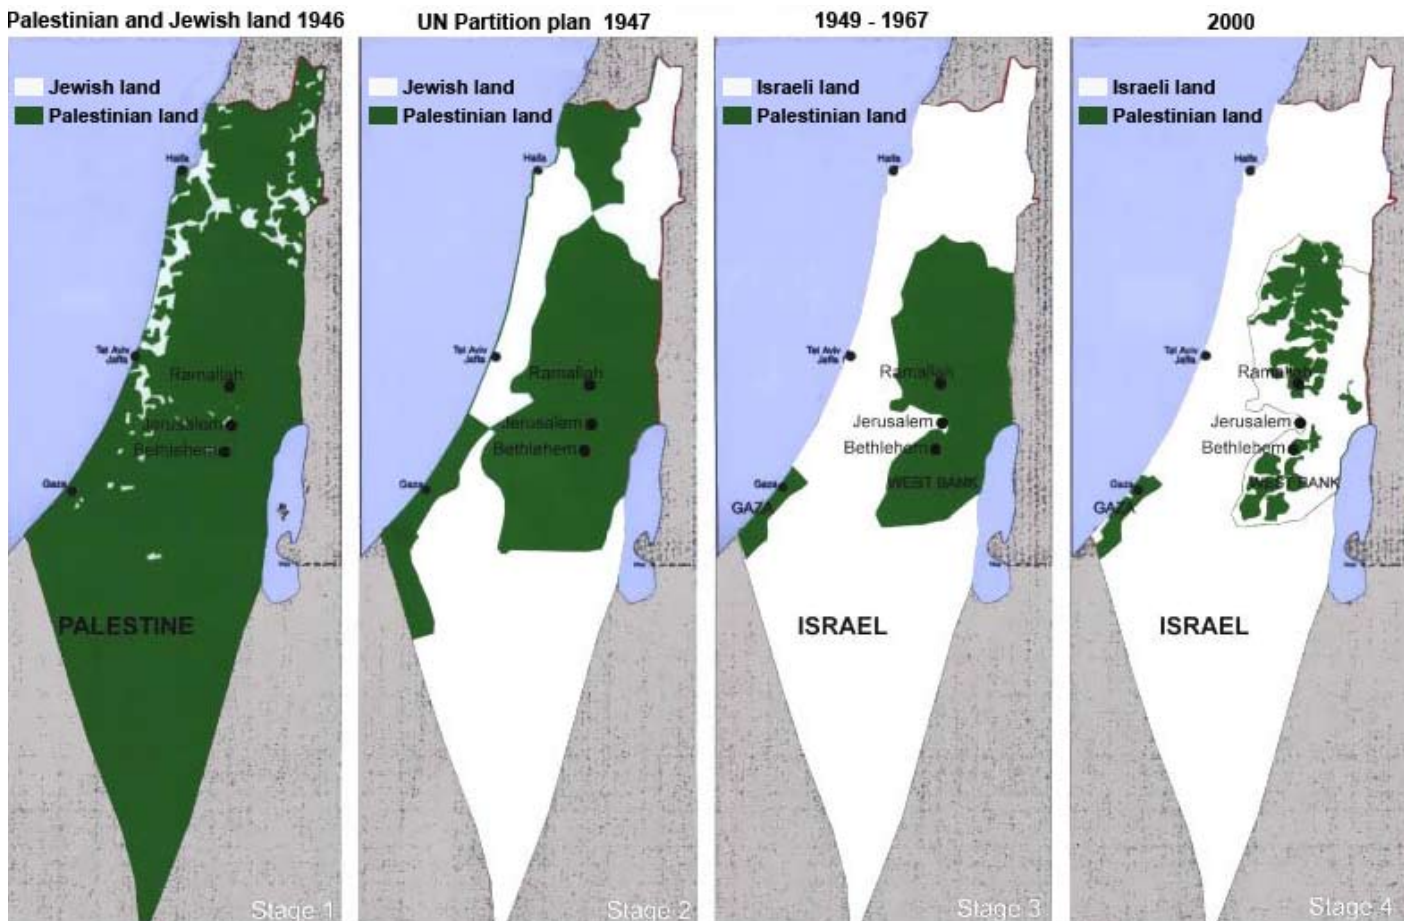 Palestinian and Jewish land 1946
Jewish land
Palestinian land
Haifa
Tel Aviv
Jaffa
Ramallah
Jerusalem
Bethlehem
Gaza
PALESTINE
Stage 1
UN Partition plan 1947
Jewish land
Palestinian land
Haifa
Tel Aviv
Jaffa
Ramallah
Jerusalem
Bethlehem
Gaza
Stage 2
1949 - 1967
Israeli land
Palestinian land
Haifa
Tel Aviv
Jaffa
Ramallah
Jerusalem
Bethlehem
WEST BANK
Gaza
GAZA
ISRAEL
Stage 3
2000
Israeli land
Palestinian land
Haifa
Tel Aviv
Jaffa
Ramallah
Jerusalem
Bethlehem
WEST BANK
Gaza
GAZA
ISRAEL
Stage 4